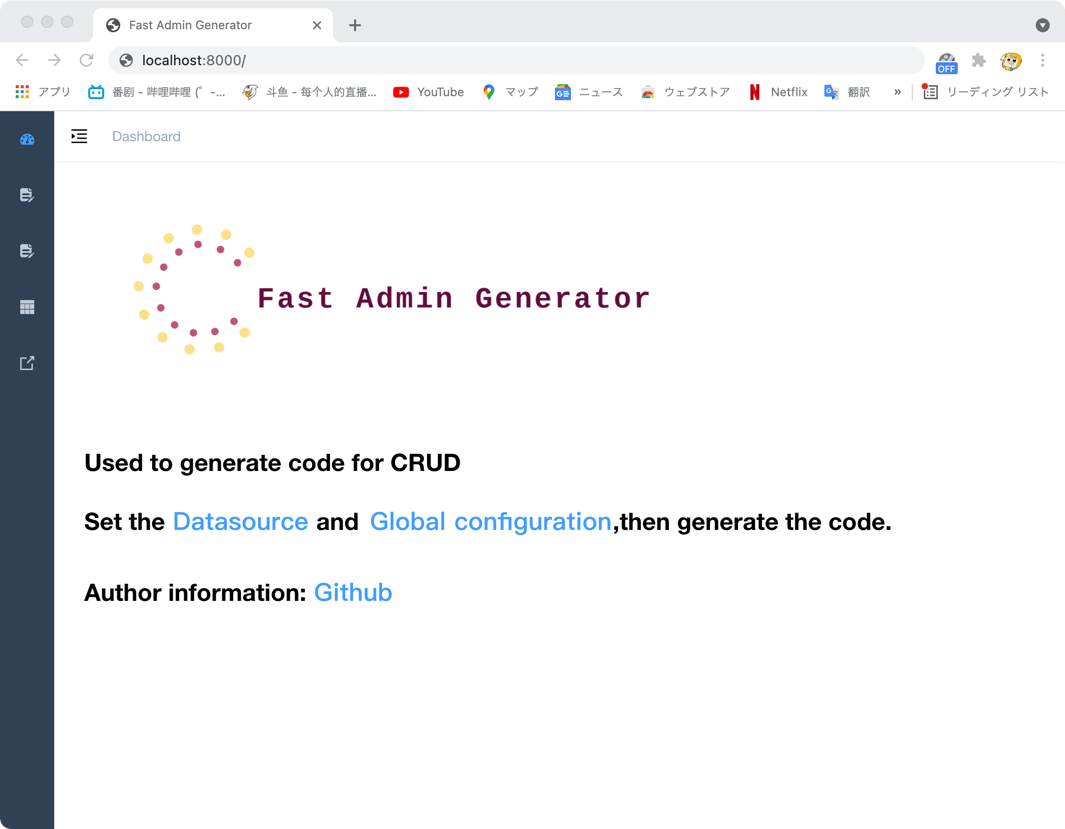 Fast Admin Generator
localhost:8000/
OFF
アプリ 番剧 - 哔哩哔哩 (゜-... 斗鱼 - 每个人的直播... YouTube マップ ニュース ウェブストア Netflix 翻訳 » リーディング リスト
Dashboard
Fast Admin Generator
Used to generate code for CRUD
Set the Datasource and Global configuration,then generate the code.
Author information: Github